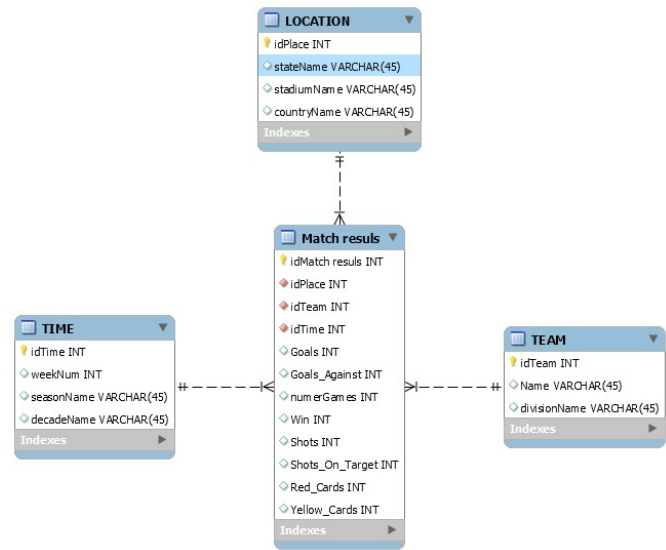 LOCATION
idPlace INT
stateName VARCHAR(45)
stadiumName VARCHAR(45)
countryName VARCHAR(45)
Indexes
Match resuls
idMatch resuls INT
idPlace INT
idTeam INT
idTime INT
Goals INT
Goals_Against INT
numerGames INT
Win INT
Shots INT
Shots_On_Target INT
Red_Cards INT
Yellow_Cards INT
Indexes
TIME
idTime INT
weekNum INT
seasonName VARCHAR(45)
decadeName VARCHAR(45)
Indexes
TEAM
idTeam INT
Name VARCHAR(45)
divisionName VARCHAR(45)
Indexes